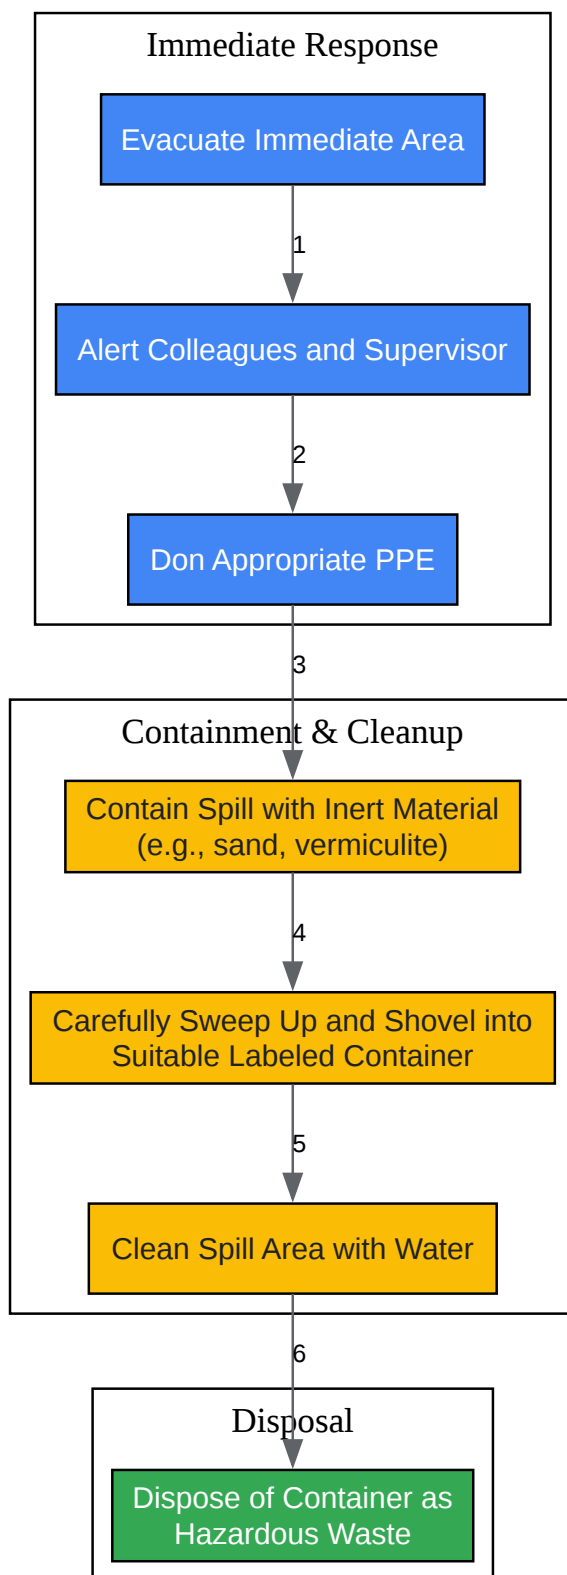 Immediate Response
Evacuate Immediate Area
1
Alert Colleagues and Supervisor
2
Don Appropriate PPE
3
Containment & Cleanup
Contain Spill with Inert Material
(e.g., sand, vermiculite)
4
Carefully Sweep Up and Shovel into
Suitable Labeled Container
5
Clean Spill Area with Water
6
Disposal
Dispose of Container as
Hazardous Waste